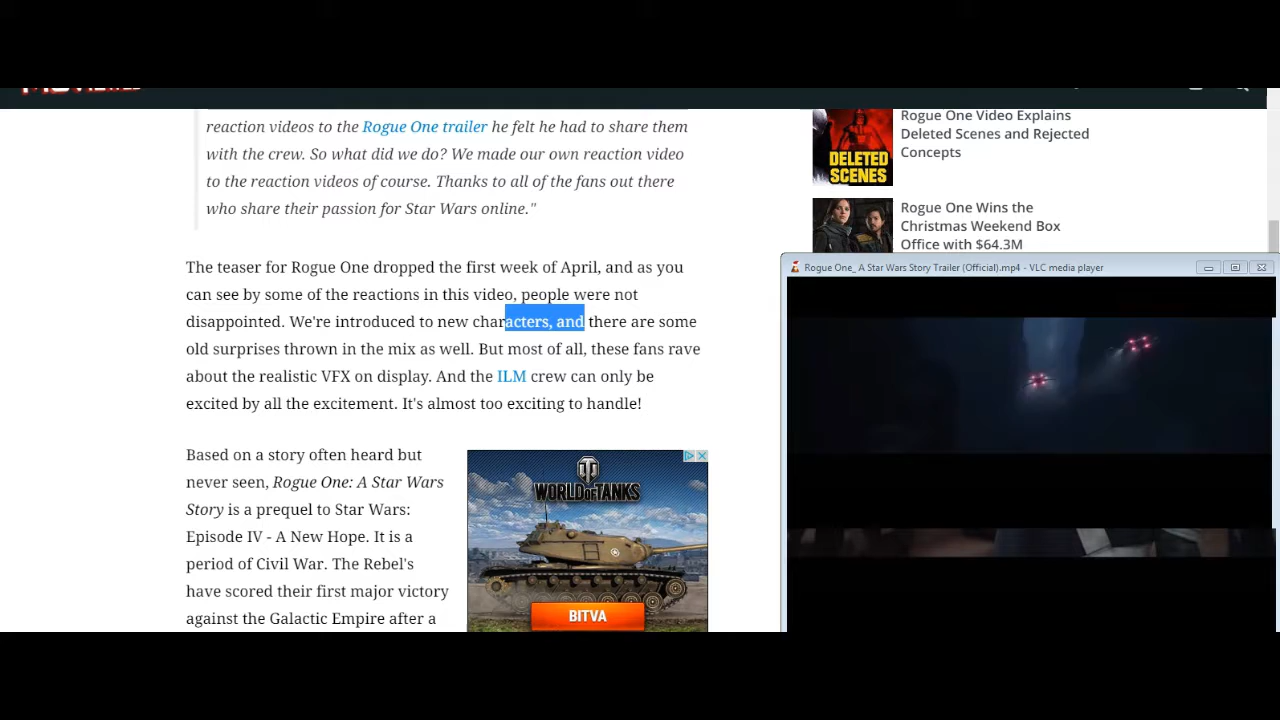 reaction videos to the Rogue One trailer he felt he had to share them
with the crew. So what did we do? We made our own reaction video
to the reaction videos of course. Thanks to all of the fans out there
who share their passion for Star Wars online."
The teaser for Rogue One dropped the first week of April, and as you
can see by some of the reactions in this video, people were not
disappointed. We're introduced to new characters, and there are some
old surprises thrown in the mix as well. But most of all, these fans rave
about the realistic VFX on display. And the ILM crew can only be
excited by all the excitement. It's almost too exciting to handle!
Based on a story often heard but
never seen, Rogue One: A Star Wars
Story is a prequel to Star Wars:
Episode IV - A New Hope. It is a
period of Civil War. The Rebel's
have scored their first major victory
against the Galactic Empire after a
WORLD OF TANKS
BITVA
DELETED
SCENES
Rogue One Video Explains
Deleted Scenes and Rejected
Concepts
Rogue One Wins the
Christmas Weekend Box
Office with $64.3M
Rogue One_ A Star Wars Story Trailer (Official).mp4 - VLC media player